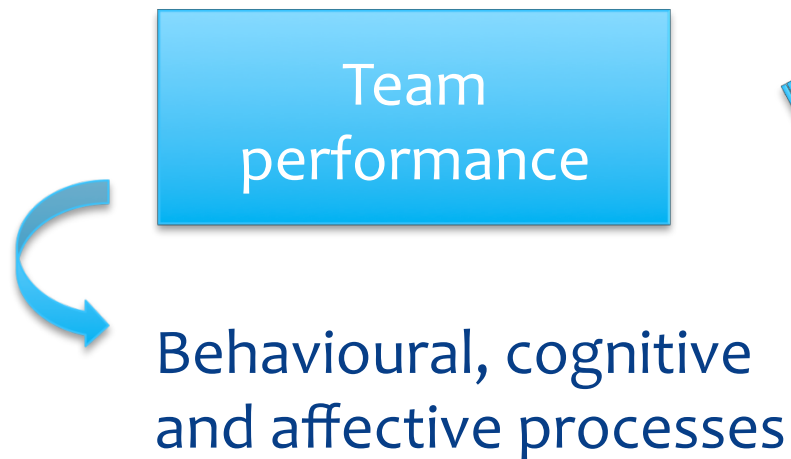 Team
performance
Behavioural, cognitive
and affective processes